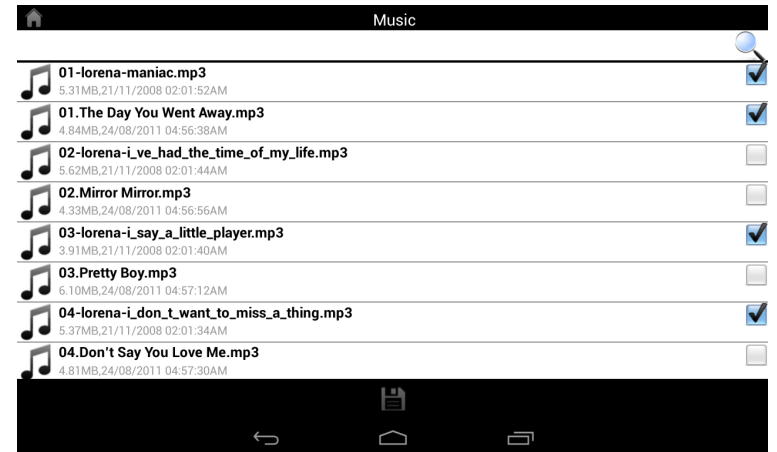 Music
01-lorena-maniac.mp3
5.31MB,21/11/2008 02:01:52AM
01.The Day You Went Away.mp3
4.84MB,24/08/2011 04:56:38AM
02-lorena-i_ve_had_the_time_of_my_life.mp3
5.62MB,21/11/2008 02:01:44AM
02.Mirror Mirror.mp3
4.33MB,24/08/2011 04:56:56AM
03-lorena-i_say_a_little_player.mp3
3.91MB,21/11/2008 02:01:40AM
03.Pretty Boy.mp3
6.10MB,24/08/2011 04:57:12AM
04-lorena-i_don_t_want_to_miss_a_thing.mp3
5.37MB,21/11/2008 02:01:34AM
04.Don't Say You Love Me.mp3
4.81MB,24/08/2011 04:57:30AM